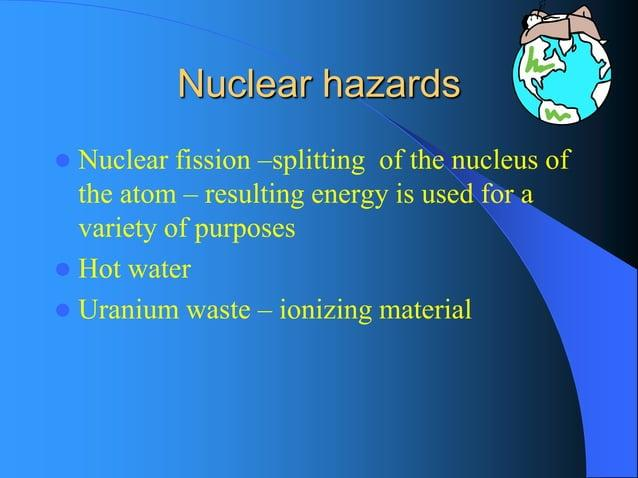 Nuclear hazards
Nuclear fission –splitting of the nucleus of
the atom – resulting energy is used for a
variety of purposes
Hot water
Uranium waste – ionizing material